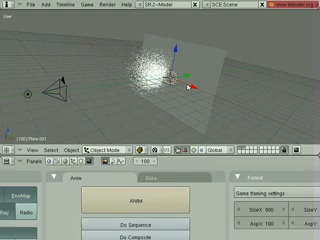 File Add Timeline Game Render Help SR:2-Model SCE:Scene
User
(100) Plane.001
View Select Object Object Mode Global
Panels 100
Anim Bake Format
EnvMap
Ray Radio
ANIM
Do Sequence
Do Composite
Game framing settings
SizeX: 800 SizeY:
AspX: 100 AspY: